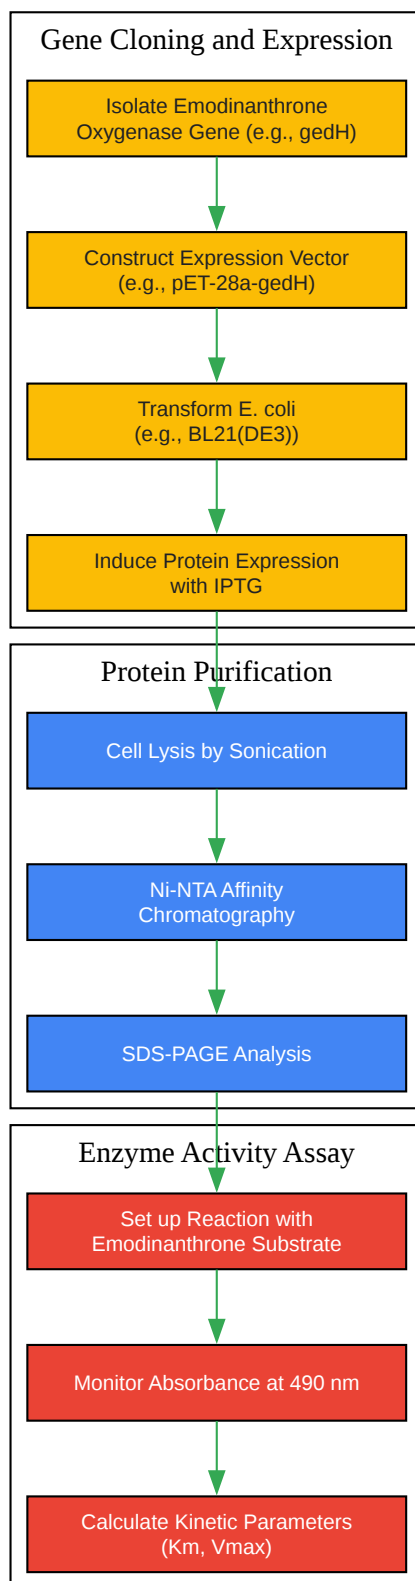 Gene Cloning and Expression
Isolate Emodinanthrone
Oxygenase Gene (e.g., gedH)
Construct Expression Vector
(e.g., pET-28a-gedH)
Transform E. coli
(e.g., BL21(DE3))
Induce Protein Expression
with IPTG
Protein Purification
Cell Lysis by Sonication
Ni-NTA Affinity
Chromatography
SDS-PAGE Analysis
Enzyme Activity Assay
Set up Reaction with
Emodinanthrone Substrate
Monitor Absorbance at 490 nm
Calculate Kinetic Parameters
(Km, Vmax)